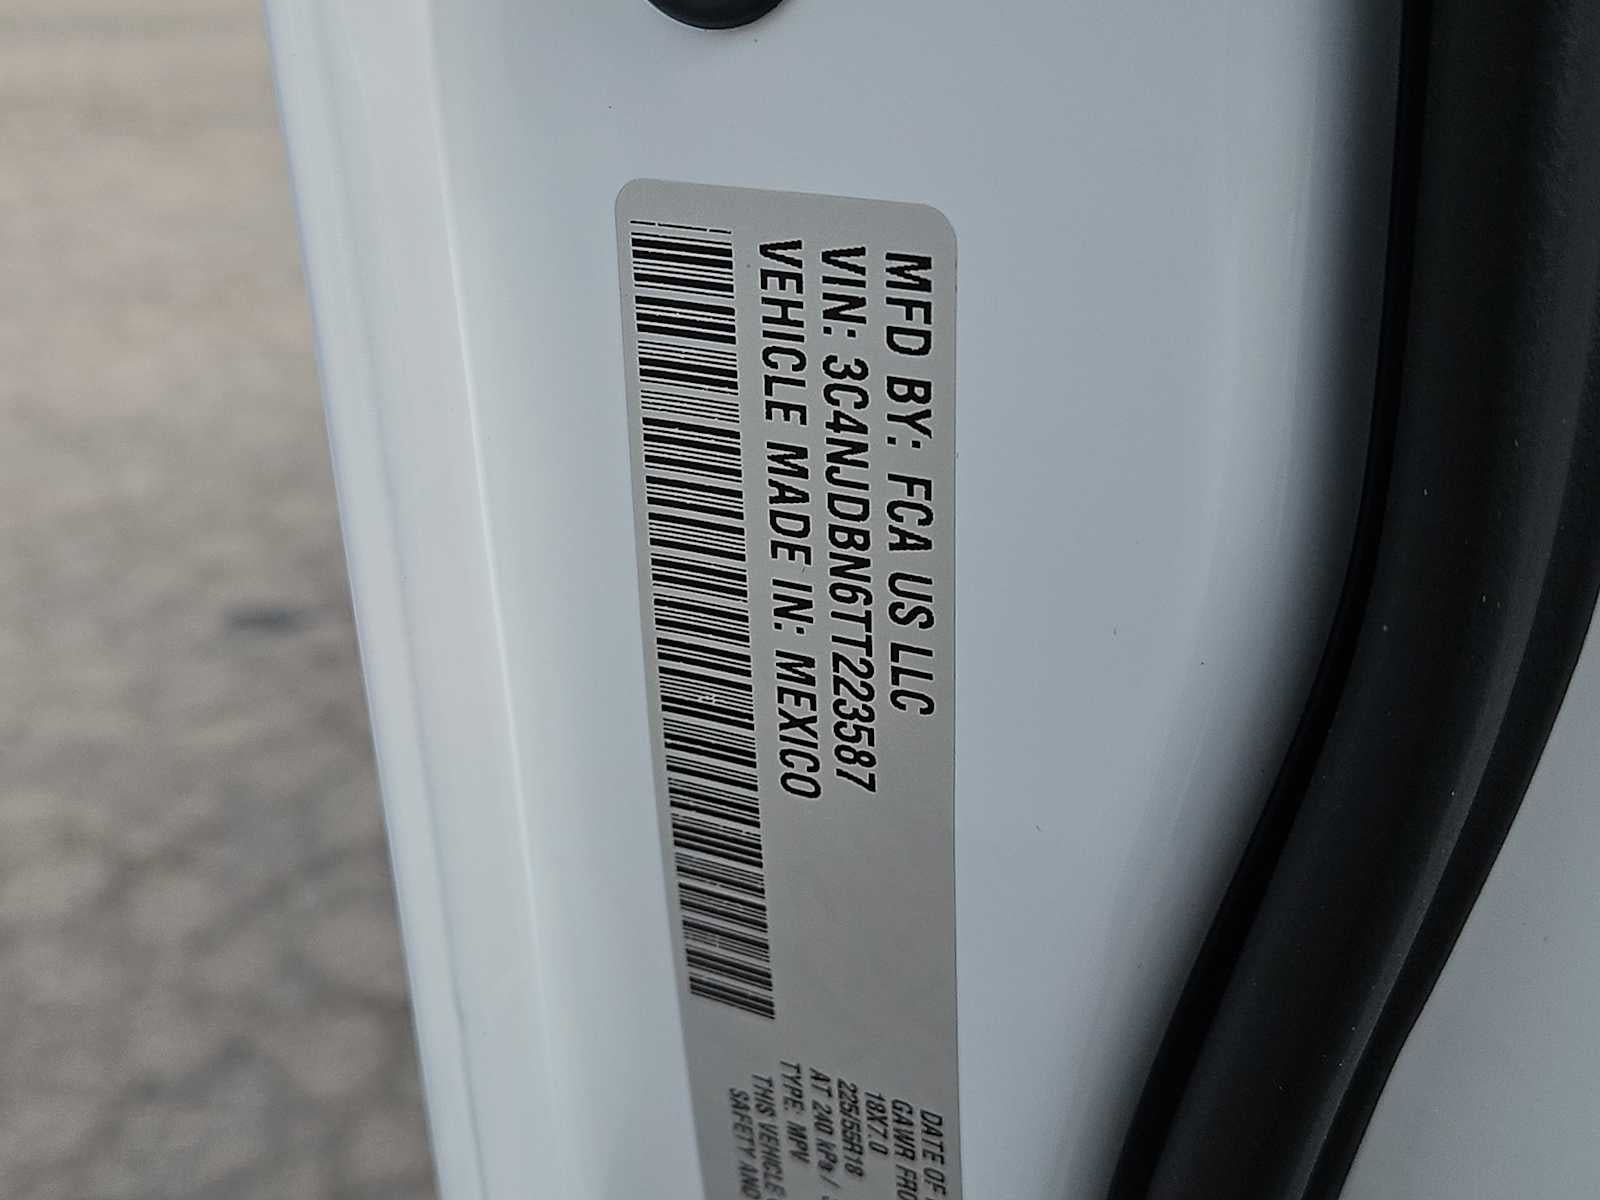 MFD BY: FCA US LLC
VIN: 3C4NJDBN6TT223587
VEHICLE MADE IN: MEXICO
DATE OF
GAWR
18X7.0
225/55R18
AT 240 kPa /
TYPE: MPV
THIS VEHICLE
SAFETY AND